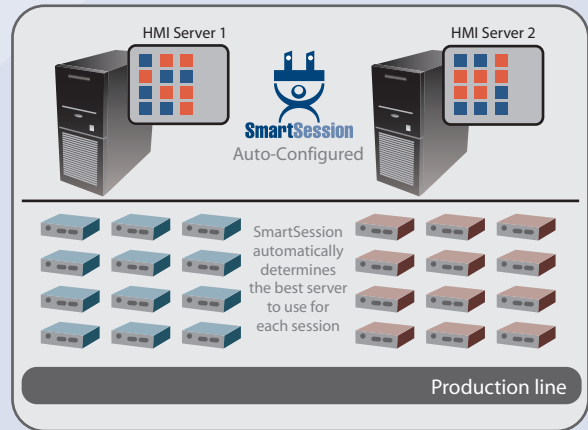 HMI Server 1
HMI Server 2
SmartSession
Auto-Configured
SmartSession
automatically
determines
the best server
to use for
each session
Production line